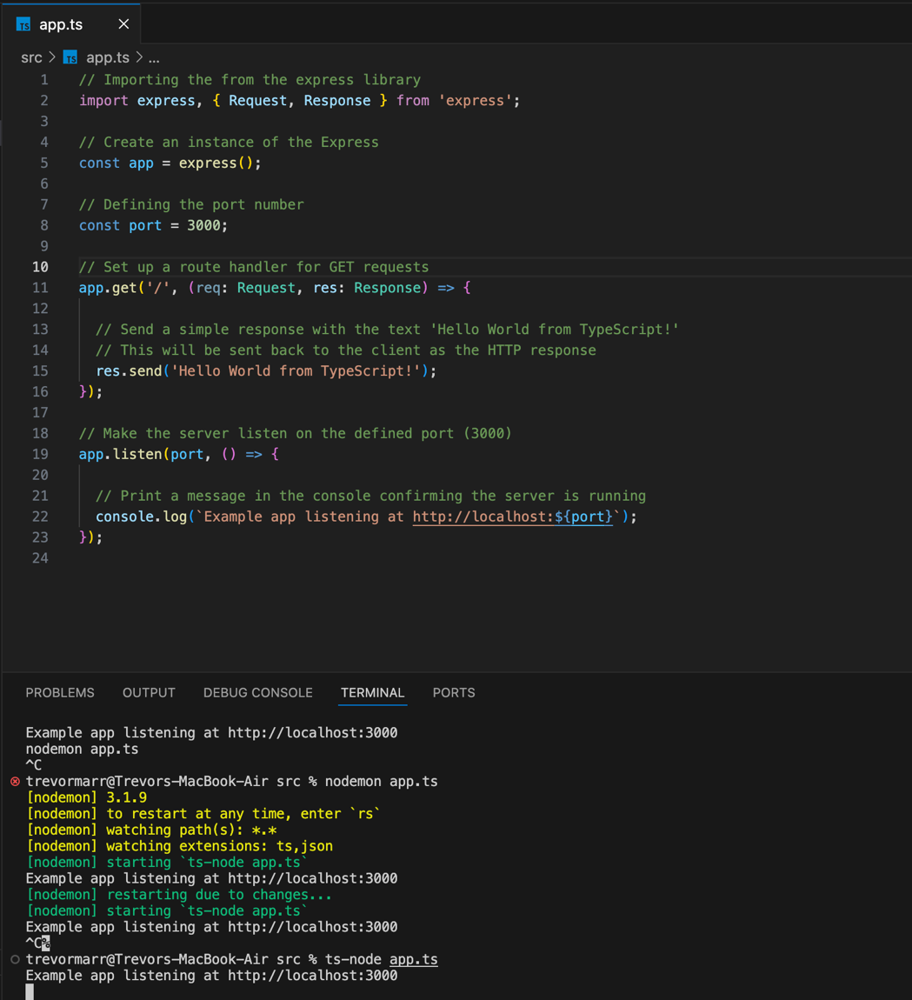 TS app.ts ×
src > TS app.ts > ...
1 // Importing the from the express library
2 import express, { Request, Response } from 'express';
3
4 // Create an instance of the Express
5 const app = express();
6
7 // Defining the port number
8 const port = 3000;
9
10 // Set up a route handler for GET requests
11 app.get('/', (req: Request, res: Response) => {
12
13 // Send a simple response with the text 'Hello World from TypeScript!'
14 // This will be sent back to the client as the HTTP response
15 res.send('Hello World from TypeScript!');
16 });
17
18 // Make the server listen on the defined port (3000)
19 app.listen(port, () => {
20
21 // Print a message in the console confirming the server is running
22 console.log(`Example app listening at http://localhost:${port}`);
23 });
24
PROBLEMS OUTPUT DEBUG CONSOLE TERMINAL PORTS
Example app listening at http://localhost:3000
nodemon app.ts
^C
trevormarr@Trevors-MacBook-Air src % nodemon app.ts
[nodemon] 3.1.9
[nodemon] to restart at any time, enter `rs`
[nodemon] watching path(s): *.*
[nodemon] watching extensions: ts,json
[nodemon] starting `ts-node app.ts`
Example app listening at http://localhost:3000
[nodemon] restarting due to changes...
[nodemon] starting `ts-node app.ts`
Example app listening at http://localhost:3000
^C%
trevormarr@Trevors-MacBook-Air src % ts-node app.ts
Example app listening at http://localhost:3000